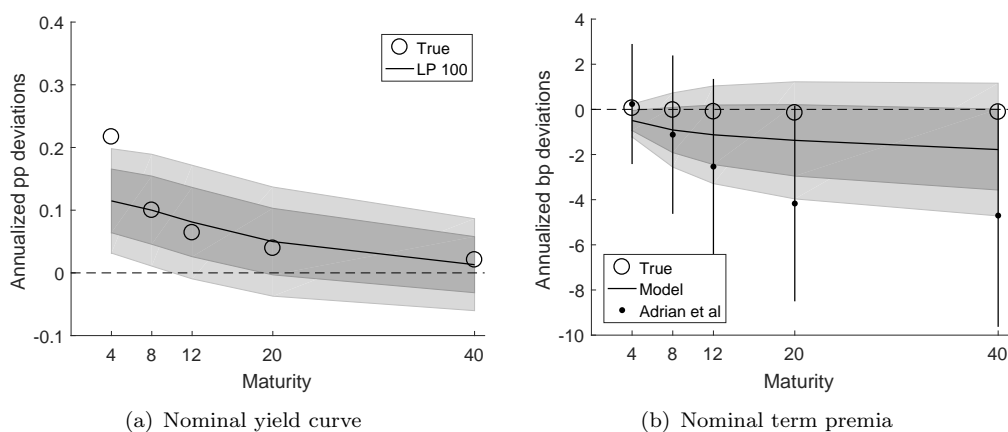 Annualized pp deviations
0.4
0.3
0.2
0.1
0
-0.1
True
LP 100
4 8 12 20 40
Maturity
(a) Nominal yield curve
Annualized bp deviations
4
2
0
-2
-4
-6
-8
-10
True
Model
Adrian et al
4 8 12 20 40
Maturity
(b) Nominal term premia